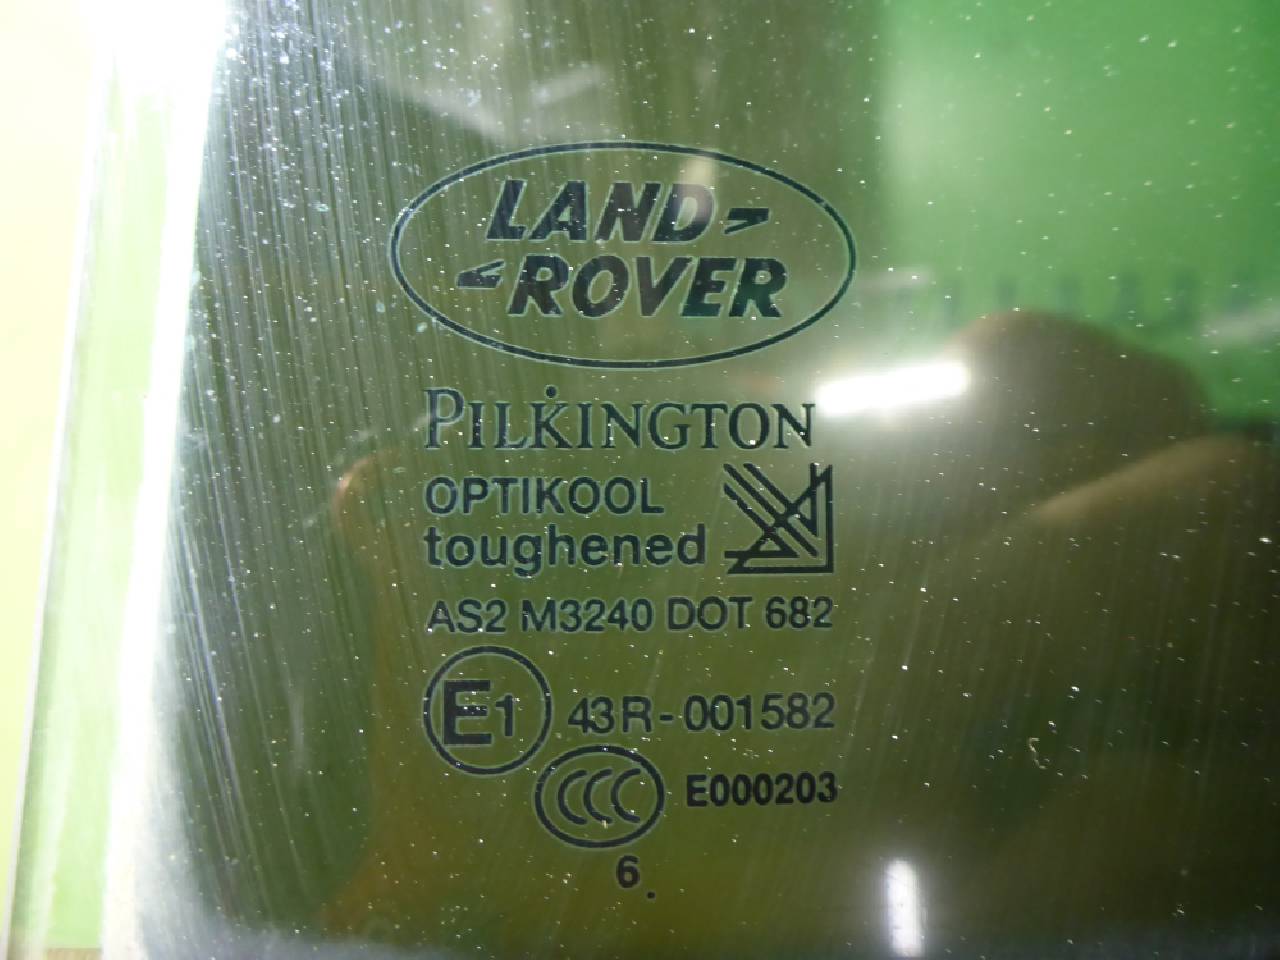 LAND
ROVER
PILKINGTON
OPTIKOOL
toughened
AS2 M3240 DOT 682
E1 43R-001582
CCC E000203
6.